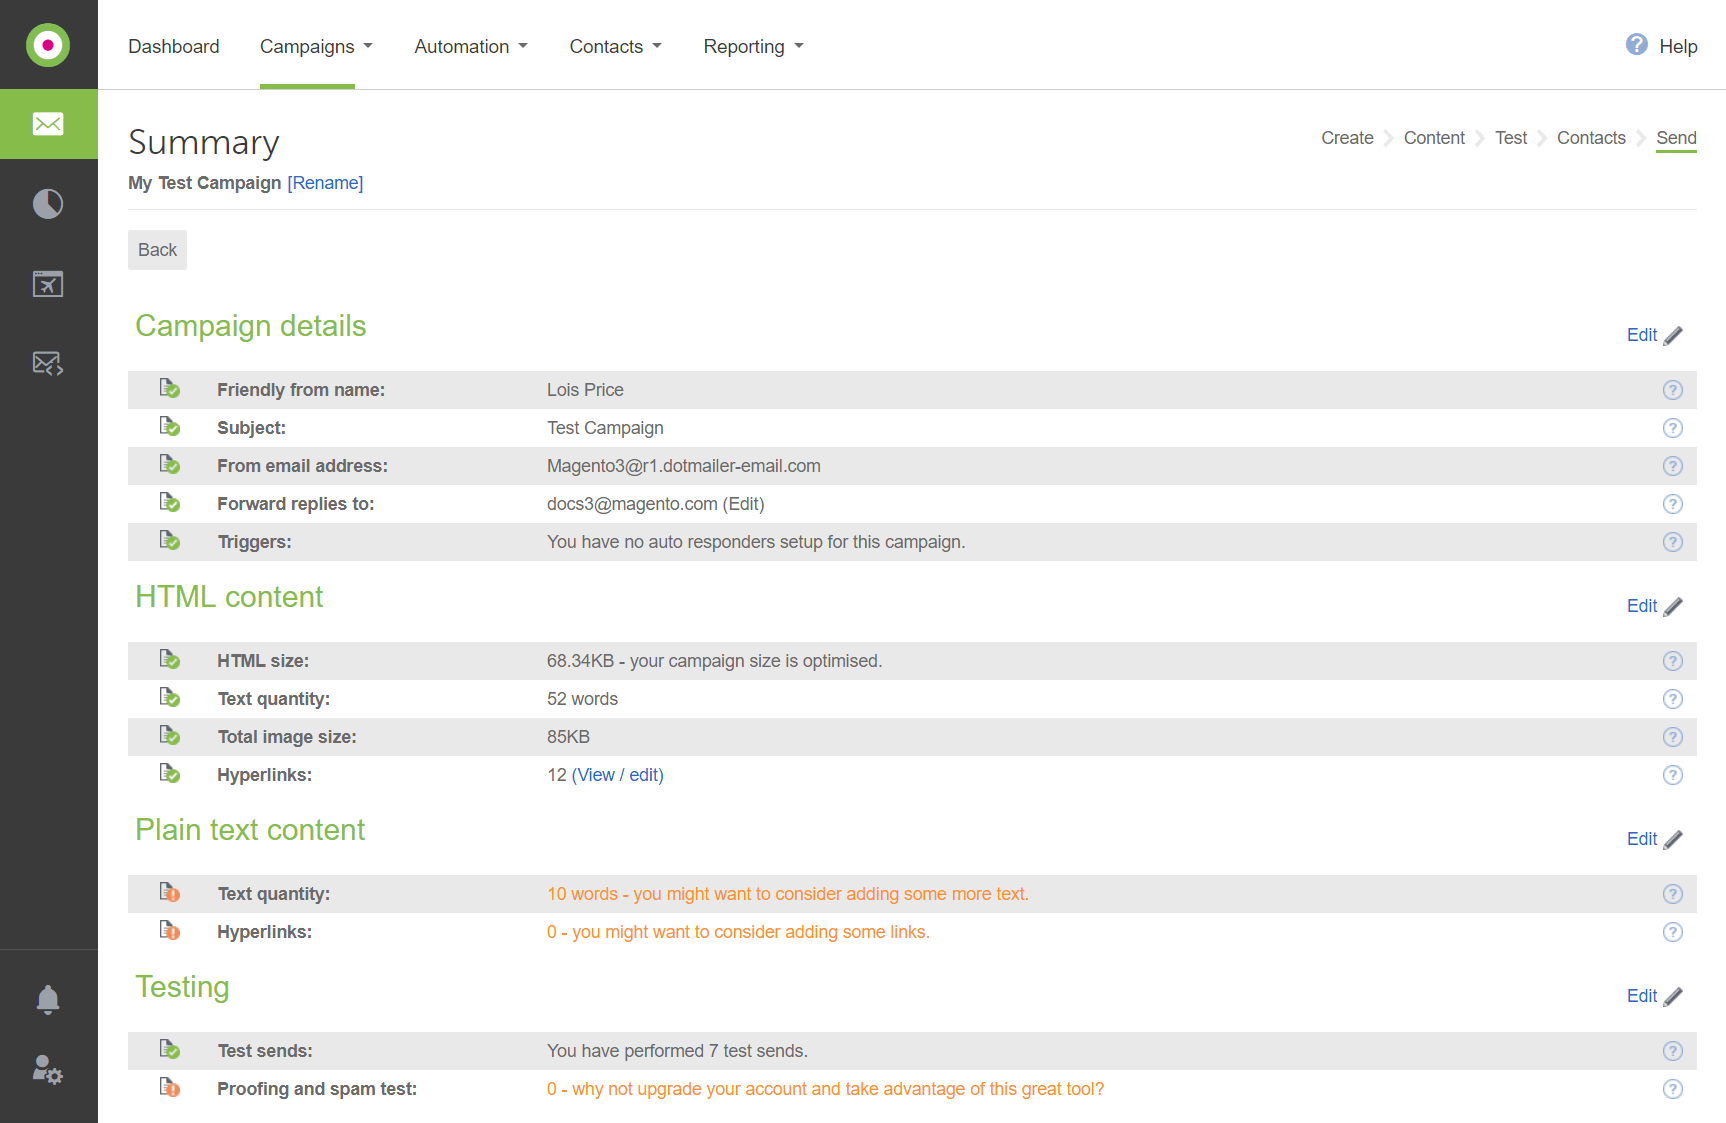 Dashboard Campaigns Automation Contacts Reporting ? Help
Summary
Create Content Test Contacts Send
My Test Campaign [Rename]
Back
Campaign details
Edit
Friendly from name: Lois Price ?
Subject: Test Campaign ?
From email address: Magento3@r1.dotmailer-email.com ?
Forward replies to: docs3@magento.com (Edit) ?
Triggers: You have no auto responders setup for this campaign. ?
HTML content
Edit
HTML size: 68.34KB - your campaign size is optimised. ?
Text quantity: 52 words ?
Total image size: 85KB ?
Hyperlinks: 12 (View / edit) ?
Plain text content
Edit
Text quantity: 10 words - you might want to consider adding some more text. ?
Hyperlinks: 0 - you might want to consider adding some links. ?
Testing
Edit
Test sends: You have performed 7 test sends. ?
Proofing and spam test: 0 - why not upgrade your account and take advantage of this great tool? ?